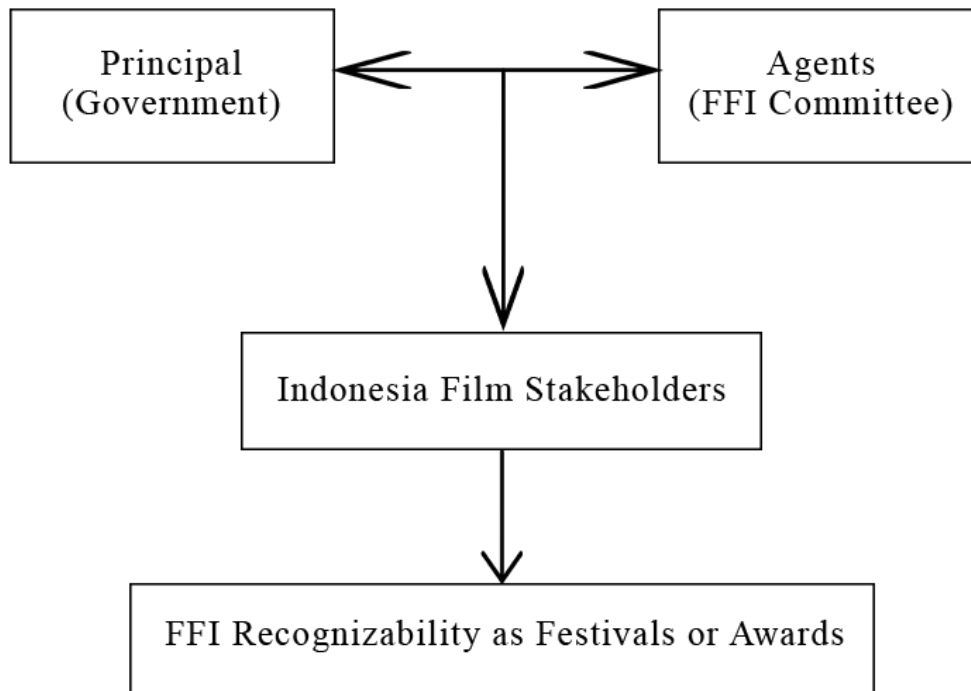 Principal
(Government)
Agents
(FFI Committee)
Indonesia Film Stakeholders
FFI Recognizability as Festivals or Awards